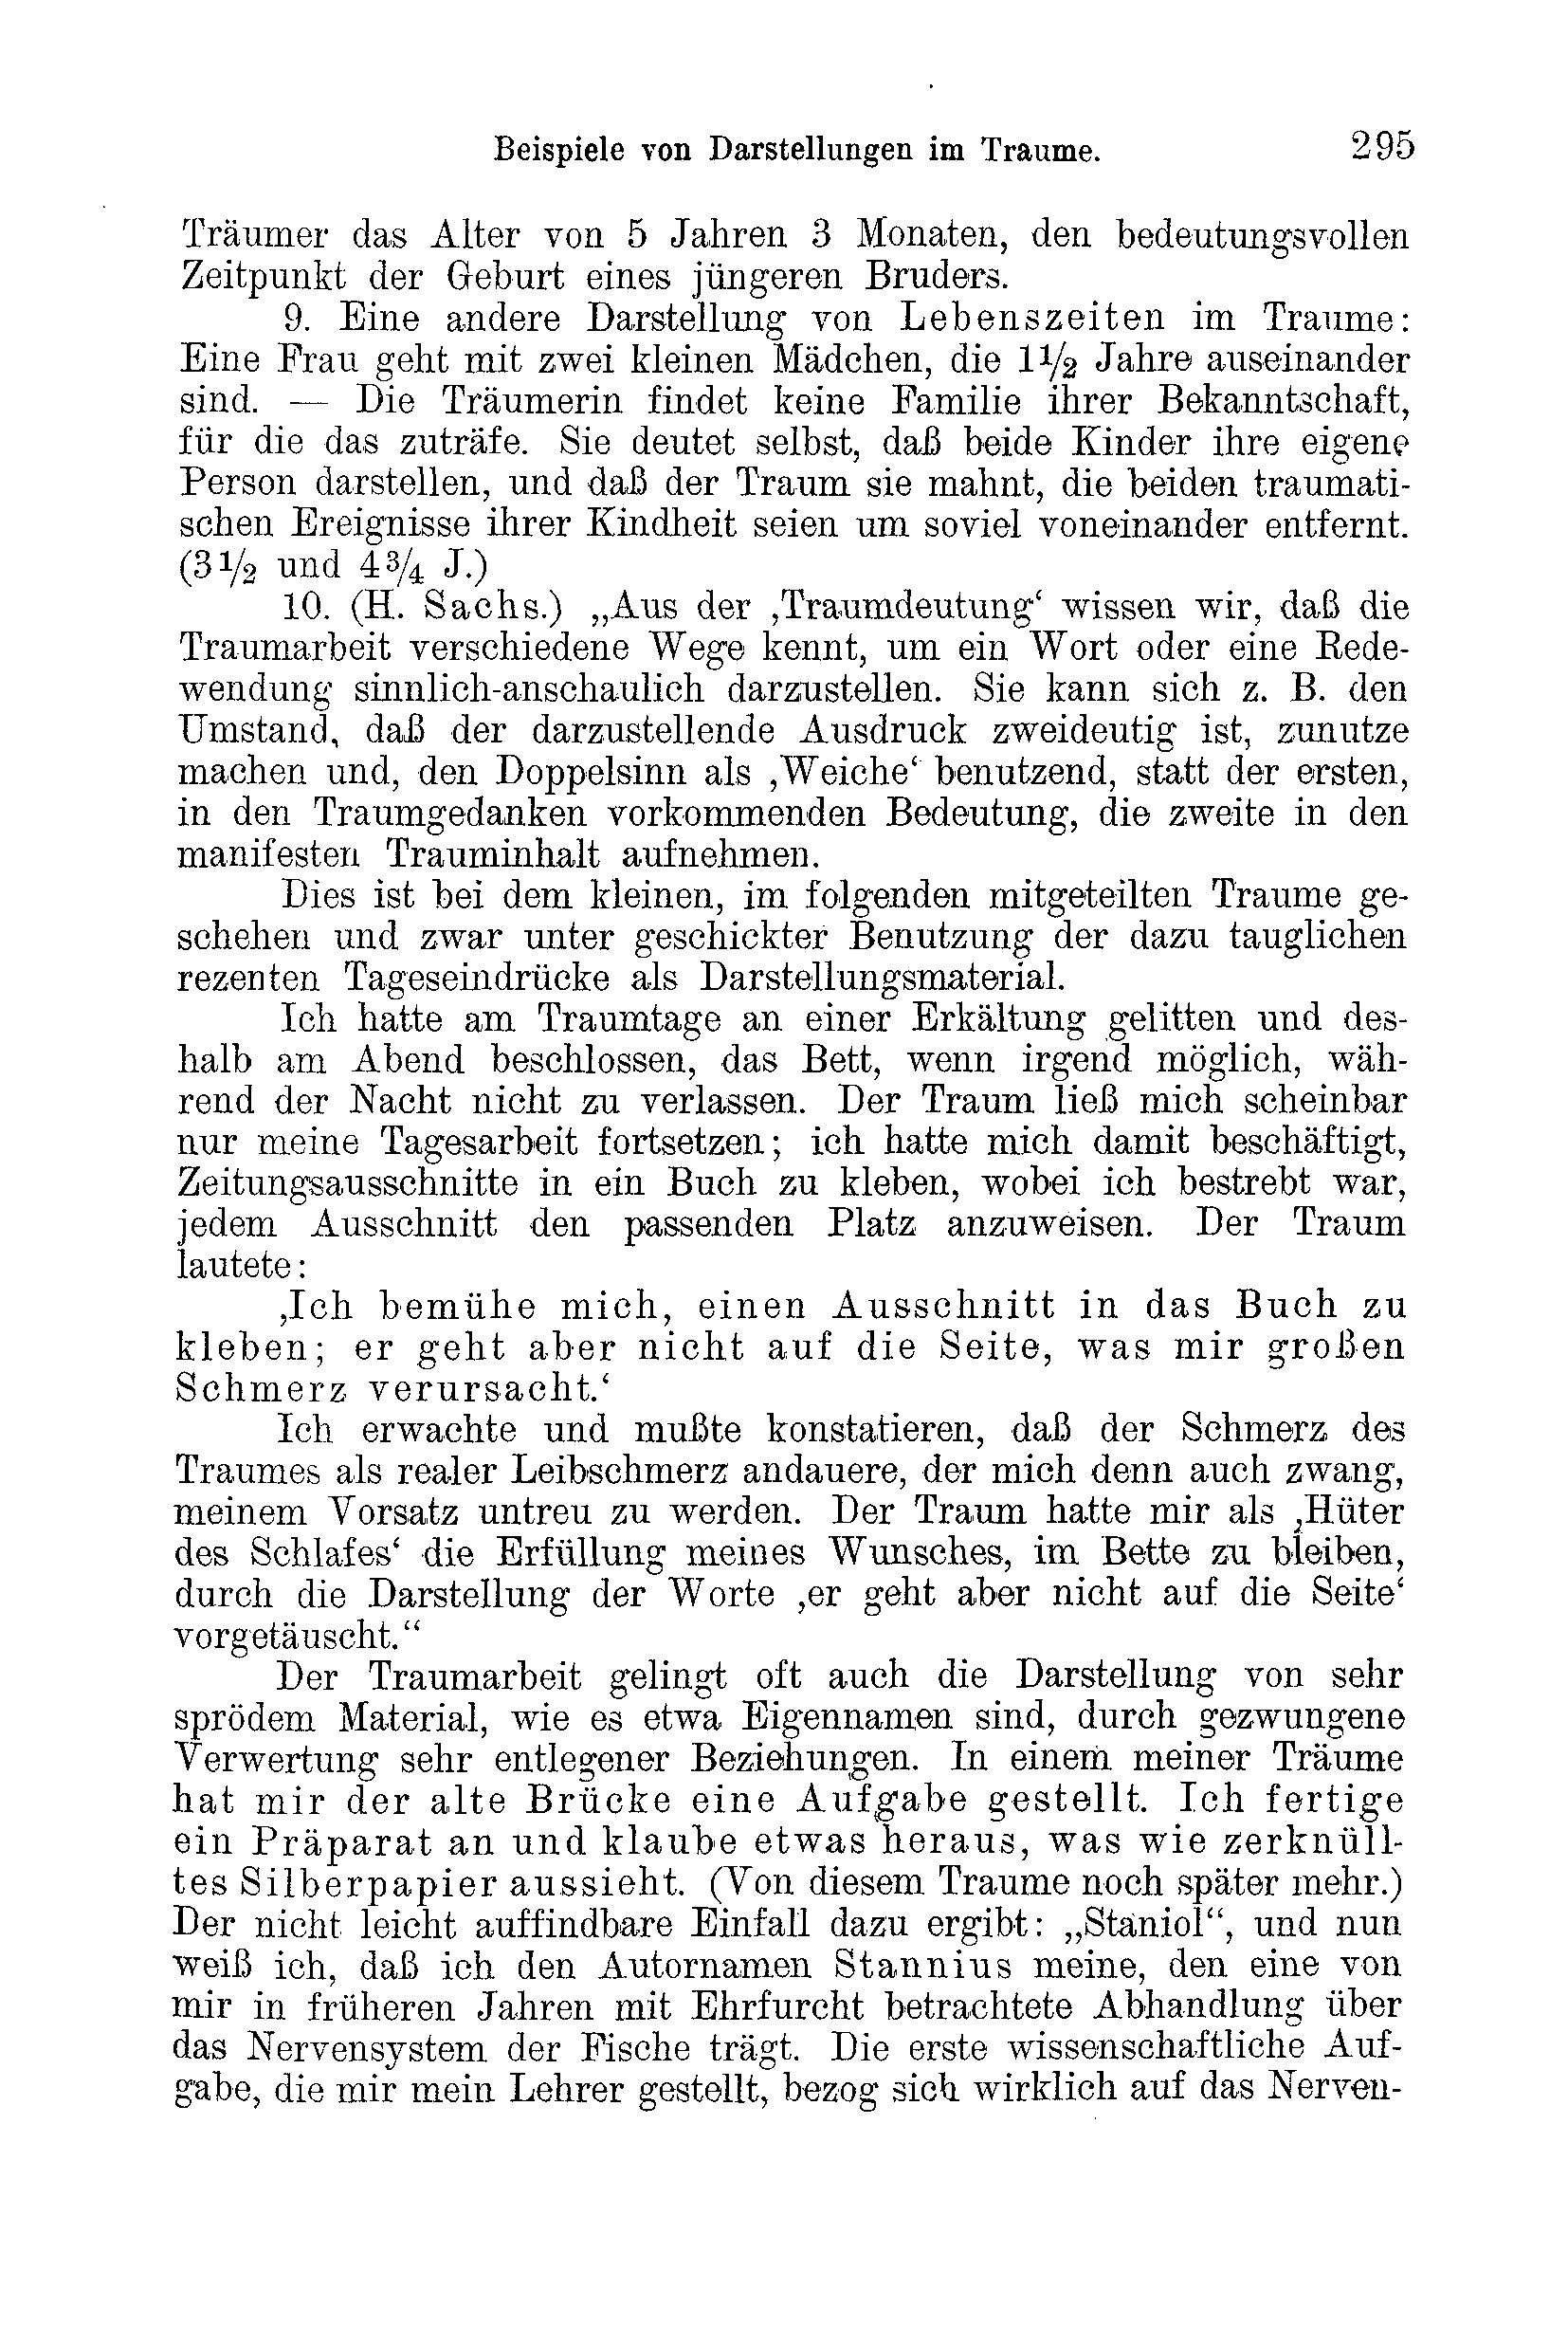 Beispiele von Darstellungen im Traume. 295
Träumer das Alter von 5 Jahren 3 Monaten, den bedeutungsvollen
Zeitpunkt der Geburt eines jüngeren Bruders.
9. Eine andere Darstellung von Lebenszeiten im Traume:
Eine Frau geht mit zwei kleinen Mädchen, die 1½ Jahre auseinander
sind. — Die Träumerin findet keine Familie ihrer Bekanntschaft,
für die das zuträfe. Sie deutet selbst, daß beide Kinder ihre eigene
Person darstellen, und daß der Traum sie mahnt, die beiden traumati-
schen Ereignisse ihrer Kindheit seien um soviel voneinander entfernt.
(3½ und 4¾ J.)
10. (H. Sachs.) „Aus der ‚Traumdeutung‘ wissen wir, daß die
Traumarbeit verschiedene Wege kennt, um ein Wort oder eine Rede-
wendung sinnlich-anschaulich darzustellen. Sie kann sich z. B. den
Umstand, daß der darzustellende Ausdruck zweideutig ist, zunutze
machen und, den Doppelsinn als ‚Weiche‘ benutzend, statt der ersten,
in den Traumgedanken vorkommenden Bedeutung, die zweite in den
manifesten Trauminhalt aufnehmen.
Dies ist bei dem kleinen, im folgenden mitgeteilten Traume ge-
schehen und zwar unter geschickter Benutzung der dazu tauglichen
rezenten Tageseindrücke als Darstellungsmaterial.
Ich hatte am Traumtage an einer Erkältung gelitten und des-
halb am Abend beschlossen, das Bett, wenn irgend möglich, wäh-
rend der Nacht nicht zu verlassen. Der Traum ließ mich scheinbar
nur meine Tagesarbeit fortsetzen; ich hatte mich damit beschäftigt,
Zeitungsausschnitte in ein Buch zu kleben, wobei ich bestrebt war,
jedem Ausschnitt den passenden Platz anzuweisen. Der Traum
lautete:
‚Ich bemühe mich, einen Ausschnitt in das Buch zu
kleben; er geht aber nicht auf die Seite, was mir großen
Schmerz verursacht.‘
Ich erwachte und mußte konstatieren, daß der Schmerz des
Traumes als realer Leibschmerz andauere, der mich denn auch zwang,
meinem Vorsatz untreu zu werden. Der Traum hatte mir als ‚Hüter
des Schlafes‘ die Erfüllung meines Wunsches, im Bette zu bleiben,
durch die Darstellung der Worte ‚er geht aber nicht auf die Seite‘
vorgetäuscht.“
Der Traumarbeit gelingt oft auch die Darstellung von sehr
sprödem Material, wie es etwa Eigennamen sind, durch gezwungene
Verwertung sehr entlegener Beziehungen. In einem meiner Träume
hat mir der alte Brücke eine Aufgabe gestellt. Ich fertige
ein Präparat an und klaube etwas heraus, was wie zerknüll-
tes Silberpapier aussieht. (Von diesem Traume noch später mehr.)
Der nicht leicht auffindbare Einfall dazu ergibt: „Staniol“, und nun
weiß ich, daß ich den Autornamen Stannius meine, den eine von
mir in früheren Jahren mit Ehrfurcht betrachtete Abhandlung über
das Nervensystem der Fische trägt. Die erste wissenschaftliche Auf-
gabe, die mir mein Lehrer gestellt, bezog sich wirklich auf das Nerven-